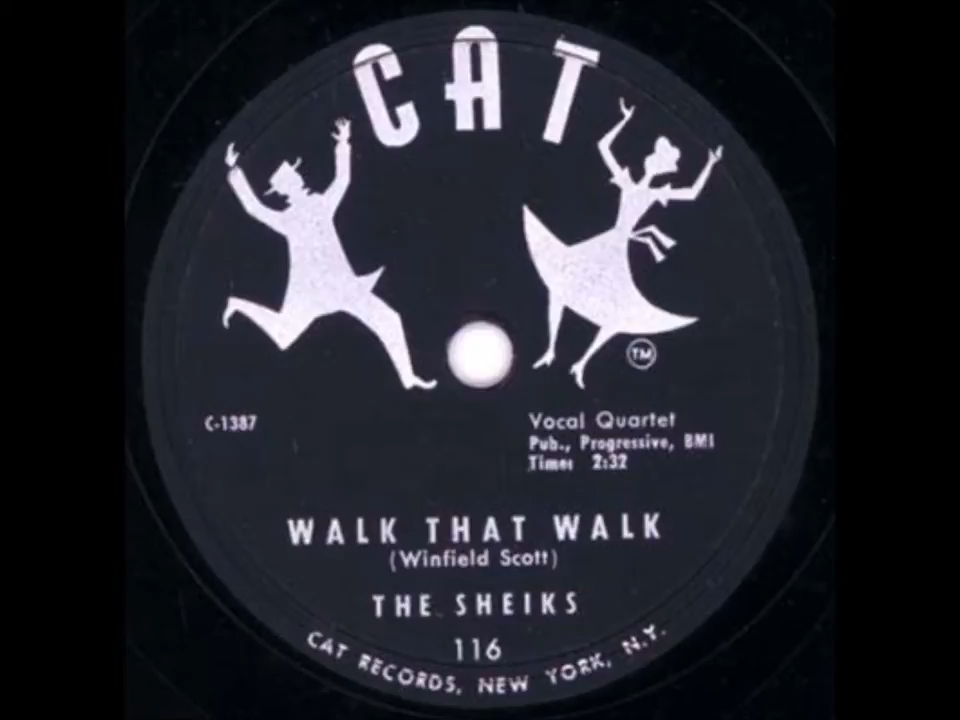 CAT
TM
C-1387
Vocal Quartet
Pub., Progressive, BMI
Time: 2:32
WALK THAT WALK
(Winfield Scott)
THE SHEIKS
116
CAT RECORDS, NEW YORK, N.Y.